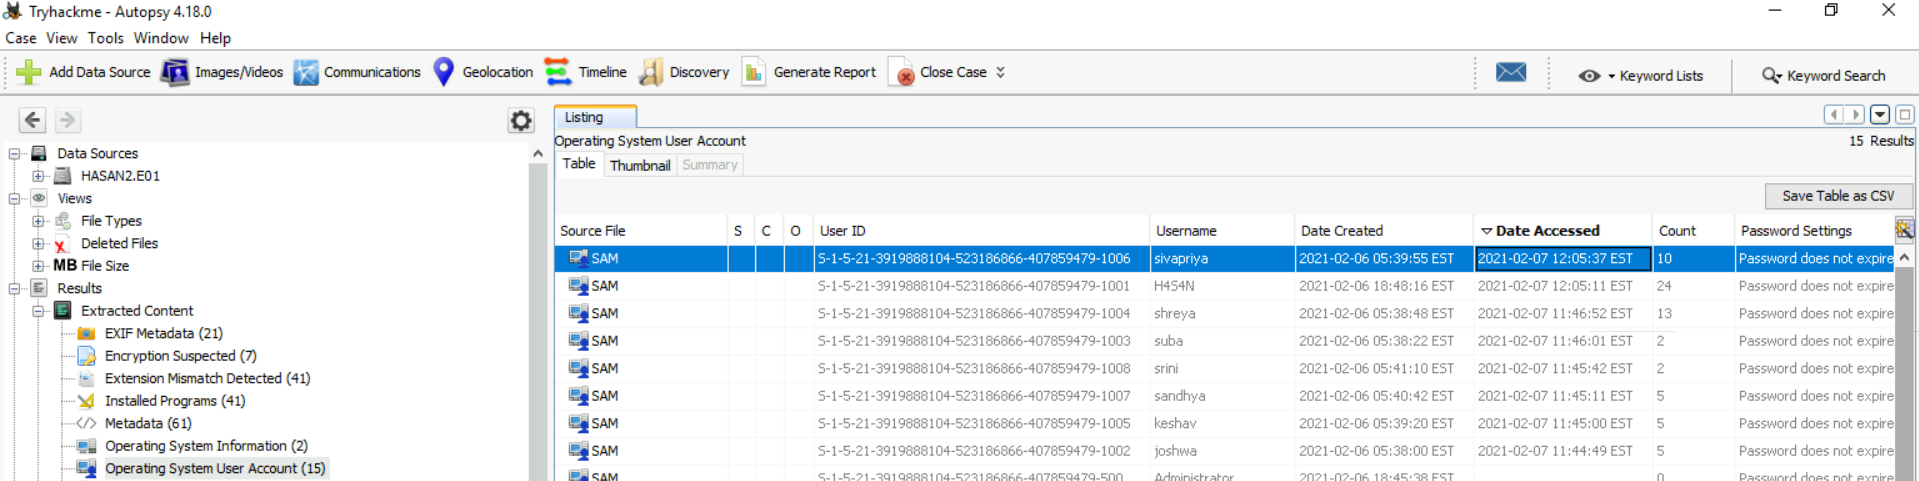 Tryhackme - Autopsy 4.18.0
Case View Tools Window Help
Add Data Source Images/Videos Communications Geolocation Timeline Discovery Generate Report Close Case Keyword Lists Keyword Search
Listing
Operating System User Account 15 Results
Table Thumbnail Summary
Save Table as CSV
Data Sources
HASAN2.E01
Views
File Types
Deleted Files
MB File Size
Results
Extracted Content
EXIF Metadata (21)
Encryption Suspected (7)
Extension Mismatch Detected (41)
Installed Programs (41)
Metadata (61)
Operating System Information (2)
Operating System User Account (15)
Source File S C O User ID Username Date Created Date Accessed Count Password Settings
SAM S-1-5-21-3919888104-523186866-407859479-1006 sivapriya 2021-02-06 05:39:55 EST 2021-02-07 12:05:37 EST 10 Password does not expire
SAM S-1-5-21-3919888104-523186866-407859479-1001 H4S4N 2021-02-06 18:48:16 EST 2021-02-07 12:05:11 EST 24 Password does not expire
SAM S-1-5-21-3919888104-523186866-407859479-1004 shreya 2021-02-06 05:38:48 EST 2021-02-07 11:46:52 EST 13 Password does not expire
SAM S-1-5-21-3919888104-523186866-407859479-1003 suba 2021-02-06 05:38:22 EST 2021-02-07 11:46:01 EST 2 Password does not expire
SAM S-1-5-21-3919888104-523186866-407859479-1008 srini 2021-02-06 05:41:10 EST 2021-02-07 11:45:42 EST 2 Password does not expire
SAM S-1-5-21-3919888104-523186866-407859479-1007 sandhya 2021-02-06 05:40:42 EST 2021-02-07 11:45:11 EST 5 Password does not expire
SAM S-1-5-21-3919888104-523186866-407859479-1005 keshav 2021-02-06 05:39:20 EST 2021-02-07 11:45:00 EST 5 Password does not expire
SAM S-1-5-21-3919888104-523186866-407859479-1002 joshwa 2021-02-06 05:38:00 EST 2021-02-07 11:44:49 EST 5 Password does not expire
SAM S-1-5-21-3919888104-523186866-407859479-500 Administrator 2021-02-06 18:45:38 EST 0 Password does not expire